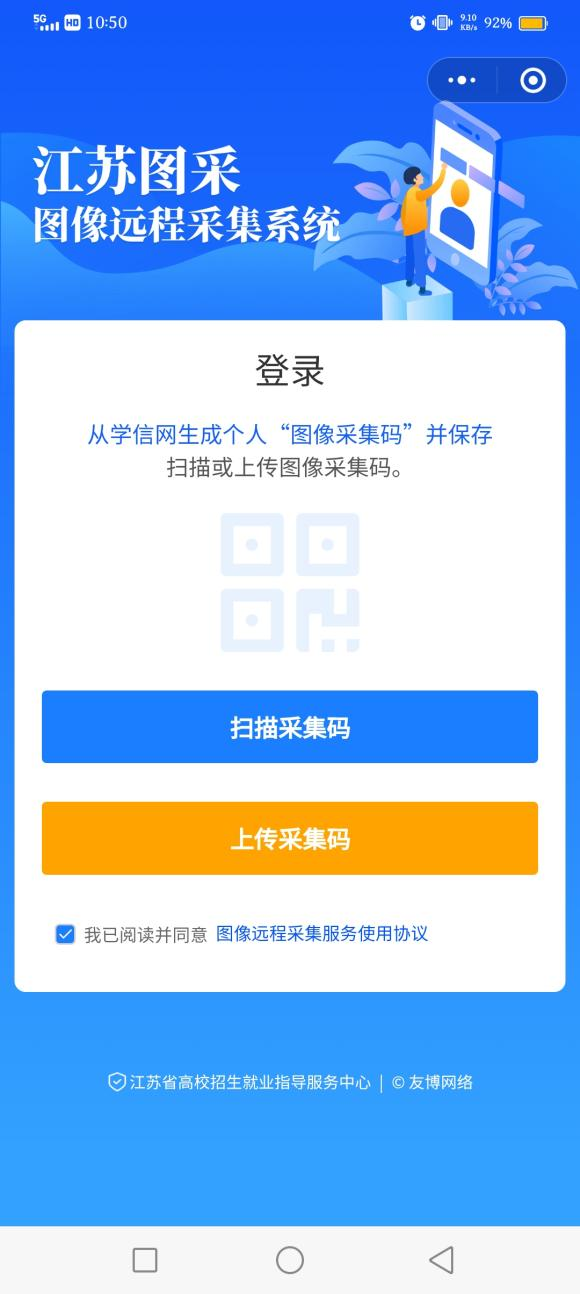 5G HD 10:50 9.10 KB/s 92%
江苏图采
图像远程采集系统
登录
从学信网生成个人“图像采集码”并保存
扫描或上传图像采集码。
扫描采集码
上传采集码
我已阅读并同意 图像远程采集服务使用协议
江苏省高校招生就业指导服务中心 | © 友博网络